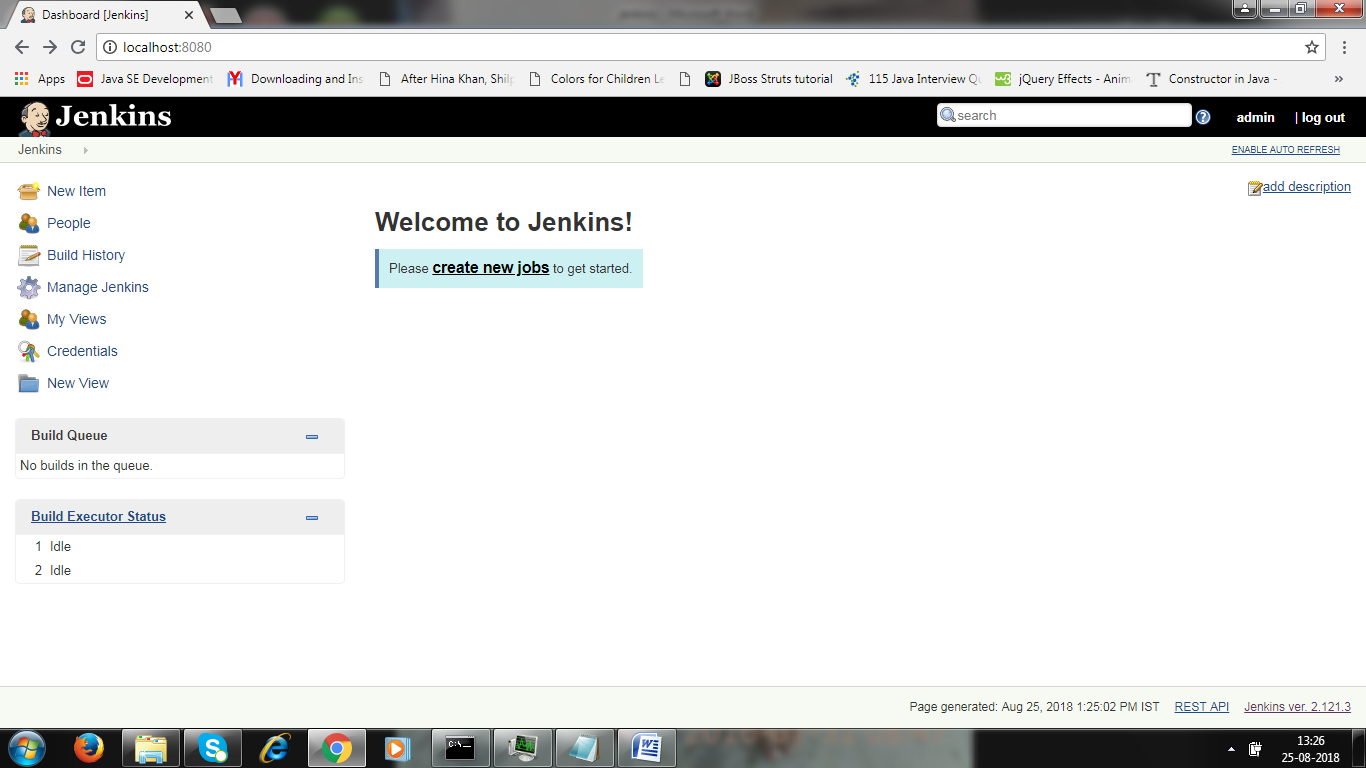 Dashboard [Jenkins]
localhost:8080
Apps Java SE Development Downloading and Ins After Hina Khan, Shilp Colors for Children Le JBoss Struts tutorial 115 Java Interview Qu jQuery Effects - Anim Constructor in Java - »
Jenkins search ? admin | log out
Jenkins ENABLE AUTO REFRESH
New Item
add description
People
Welcome to Jenkins!
Build History
Please create new jobs to get started.
Manage Jenkins
My Views
Credentials
New View
Build Queue
No builds in the queue.
Build Executor Status
1 Idle
2 Idle
Page generated: Aug 25, 2018 1:25:02 PM IST REST API Jenkins ver. 2.121.3
13:26
25-08-2018